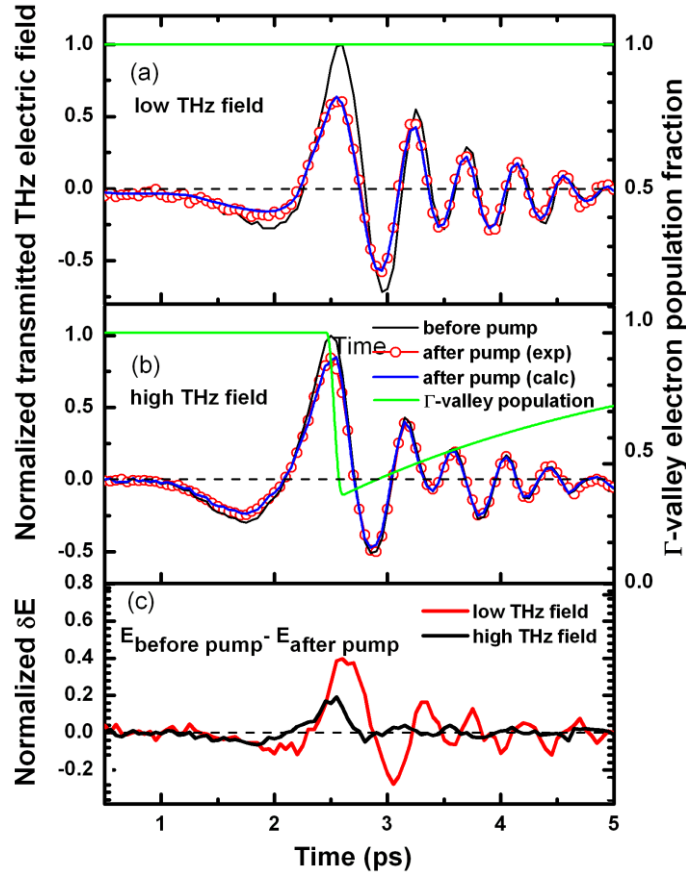 Normalized transmitted THz electric field
1.0
0.5
0.0
-0.5
(a)
low THz field
1.0
0.5
0.0
Γ-valley electron population fraction
1.0
0.5
0.0
-0.5
(b)
high THz field
Time
before pump
after pump (exp)
after pump (calc)
Γ-valley population
1.0
0.5
0.0
Normalized δE
0.8
0.4
0.0
-0.2
(c)
E before pump - E after pump
low THz field
high THz field
1
2
3
4
5
Time (ps)